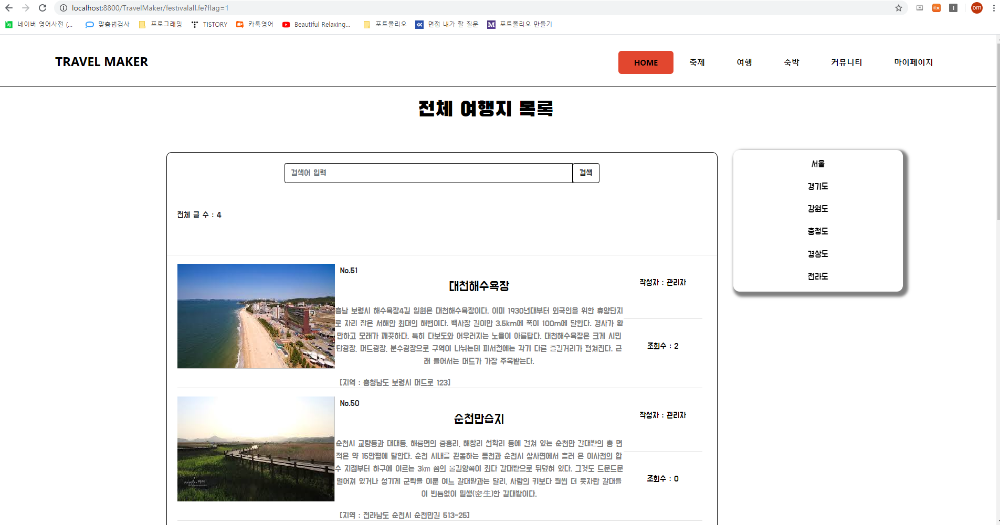 localhost:8800/TravelMaker/festivalall.fe?flag=1
네이버 영어사전 (... 맞춤법검사 프로그래밍 TISTORY 카톡영어 Beautiful Relaxing... 포트폴리오 면접 내가 할 질문 포트폴리오 만들기
TRAVEL MAKER
HOME 축제 여행 숙박 커뮤니티 마이페이지
전체 여행지 목록
검색어 입력 검색
전체 글 수 : 4
No.51
대천해수욕장
충남 보령시 해수욕장4길 일원은 대천해수욕장이다. 이미 1930년대부터 외국인을 위한 휴양단지
로 자리 잡은 서해안 최대의 해변이다. 백사장 길이만 3.5km에 폭이 100m에 달한다. 경사가 완
만하고 모래가 깨끗하다. 특히 다보도와 어우러지는 노을이 아름답다. 대천해수욕장은 크게 시민
탑광장, 머드광장, 분수광장으로 구역이 나뉘는데 피서철에는 각기 다른 즐길거리가 펼쳐진다. 근
래 들어서는 머드가 가장 주목받는다.
[지역 : 충청남도 보령시 머드로 123]
작성자 : 관리자
조회수 : 2
No.50
순천만습지
순천시 교량동과 대대동, 해룡면의 중흥리, 해창리 선학리 등에 걸쳐 있는 순천만 갈대밭의 총 면
적은 약 15만평에 달한다. 순천 시내를 관통하는 동천과 순천시 상사면에서 흘러 온 이사천의 합
수 지점부터 하구에 이르는 3㎞ 쯤의 물길양쪽이 죄다 갈대밭으로 뒤덮혀 있다. 그것도 드문드문
떨어져 있거나 성기게 군락을 이룬 여느 갈대밭과는 달리, 사람의 키보다 훨씬 더 웃자란 갈대들
이 빈틈없이 밀생(密生)한 갈대밭이다.
[지역 : 전라남도 순천시 순천만길 513-25]
작성자 : 관리자
조회수 : 0
서울
경기도
강원도
충청도
경상도
전라도